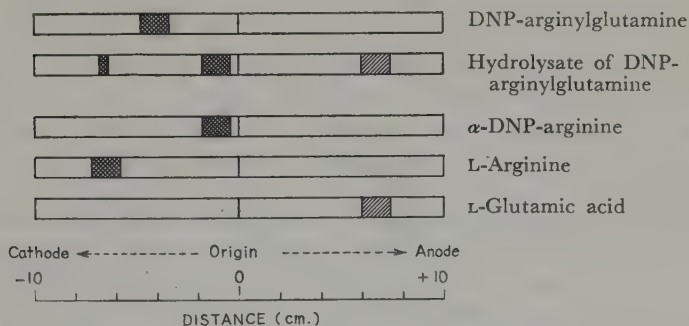 DNP-arginylglutamine
Hydrolysate of DNP-
arginylglutamine
α-DNP-arginine
L-Arginine
L-Glutamic acid
Cathode Origin Anode
-10 0 +10
DISTANCE (cm.)